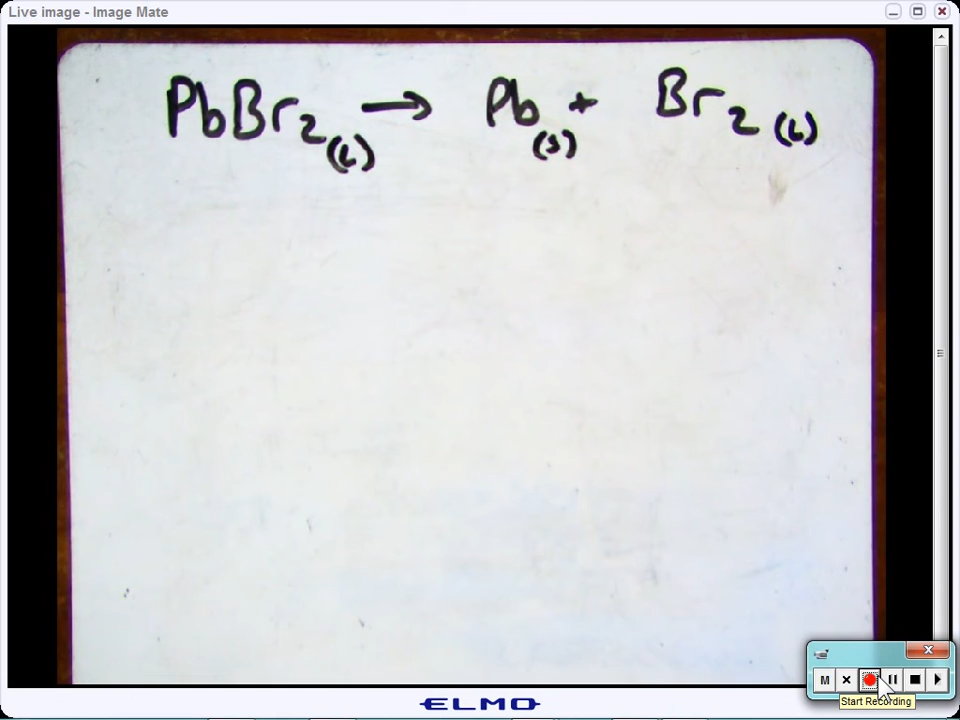 Live image - Image Mate
PbBr₂(l) → Pb(s) + Br₂(l)
M
Start Recording
ELMO